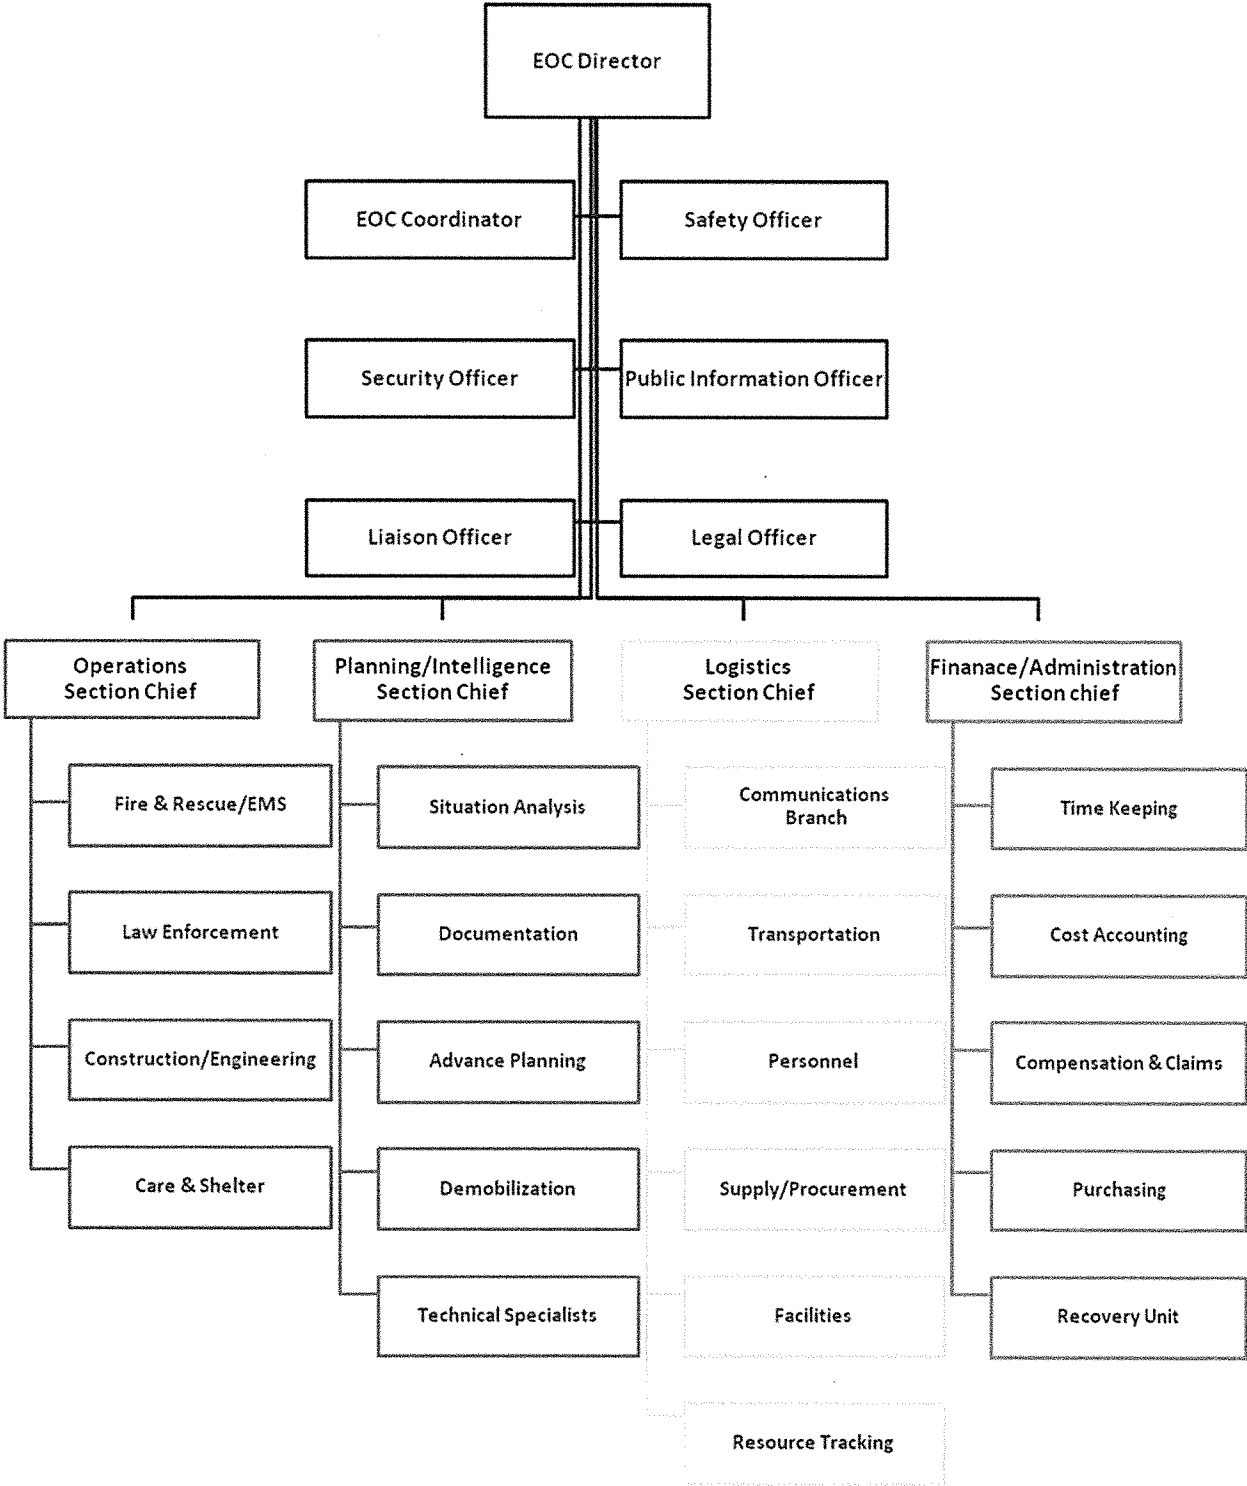 EOC Director
EOC Coordinator
Safety Officer
Security Officer
Public Information Officer
Liaison Officer
Legal Officer
Operations
Section Chief
Planning/Intelligence
Section Chief
Logistics
Section Chief
Finanace/Administration
Section chief
Fire & Rescue/EMS
Law Enforcement
Construction/Engineering
Care & Shelter
Situation Analysis
Documentation
Advance Planning
Demobilization
Technical Specialists
Communications
Branch
Transportation
Personnel
Supply/Procurement
Facilities
Resource Tracking
Time Keeping
Cost Accounting
Compensation & Claims
Purchasing
Recovery Unit